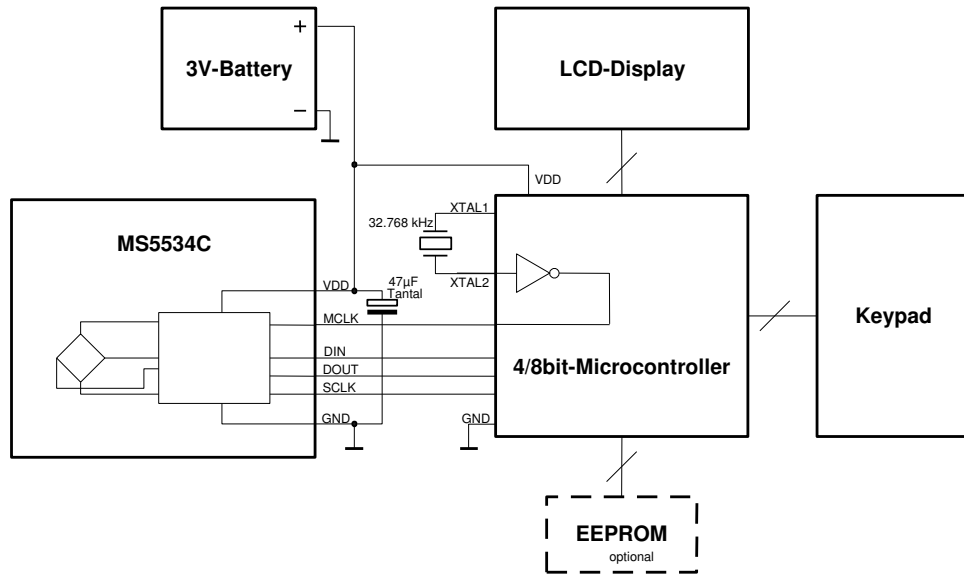 +
3V-Battery
−
LCD-Display
VDD
XTAL1
32.768 kHz
MS5534C
XTAL2
47µF
Tantal
VDD
MCLK
Keypad
DIN
4/8bit-Microcontroller
DOUT
SCLK
GND
GND
EEPROM
optional